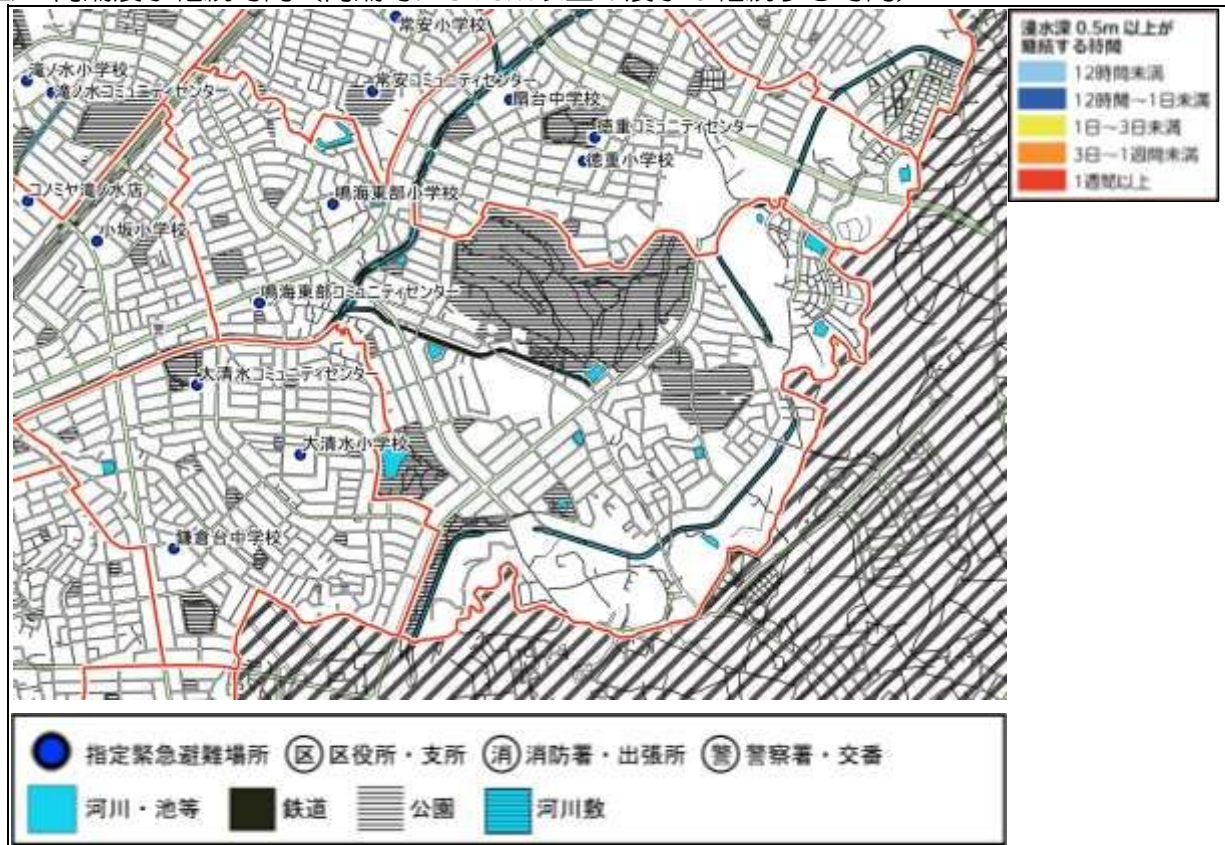 常安小学校
滝ノ水小学校
常安コミュニティセンター
滝ノ水コミュニティセンター
扇台中学校
徳重コミュニティセンター
徳重小学校
コノミヤ滝ノ水店
鳴海東部小学校
小坂小学校
鳴海東部コミュニティセンター
大清水コミュニティセンター
大清水小学校
鎌倉台中学校
浸水深 0.5m 以上が
継続する時間
12時間未満
12時間～1日未満
1日～3日未満
3日～1週間未満
1週間以上
指定緊急避難場所 区 区役所・支所 消 消防署・出張所 警 警察署・交番
河川・池等 鉄道 公園 河川敷